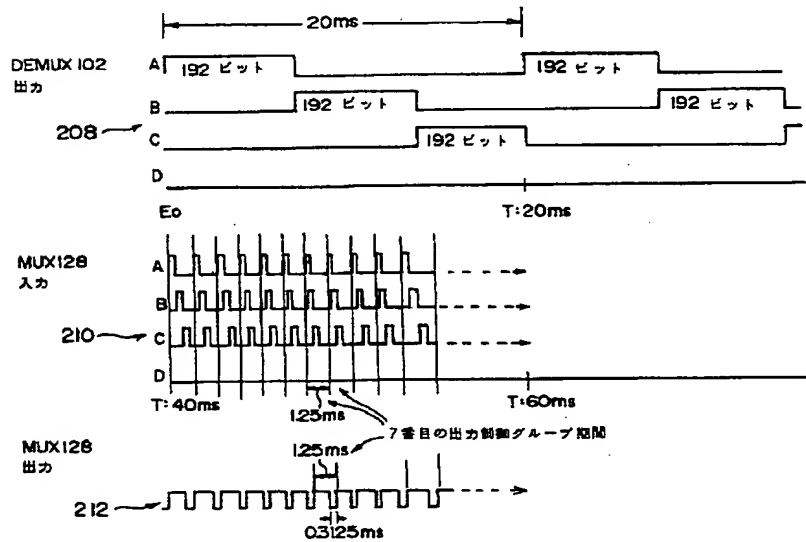 20ms
DEMUX 102
出力
A 192 ビット 192 ビット
B 192 ビット 192 ビット
208
C 192 ビット
D
Eo T:20ms
MUX128
入力
A
B
210
C
D
T:40ms 1.25ms T:60ms
7番目の出力制御グループ期間
MUX128
出力
1.25ms
212
0.3125ms